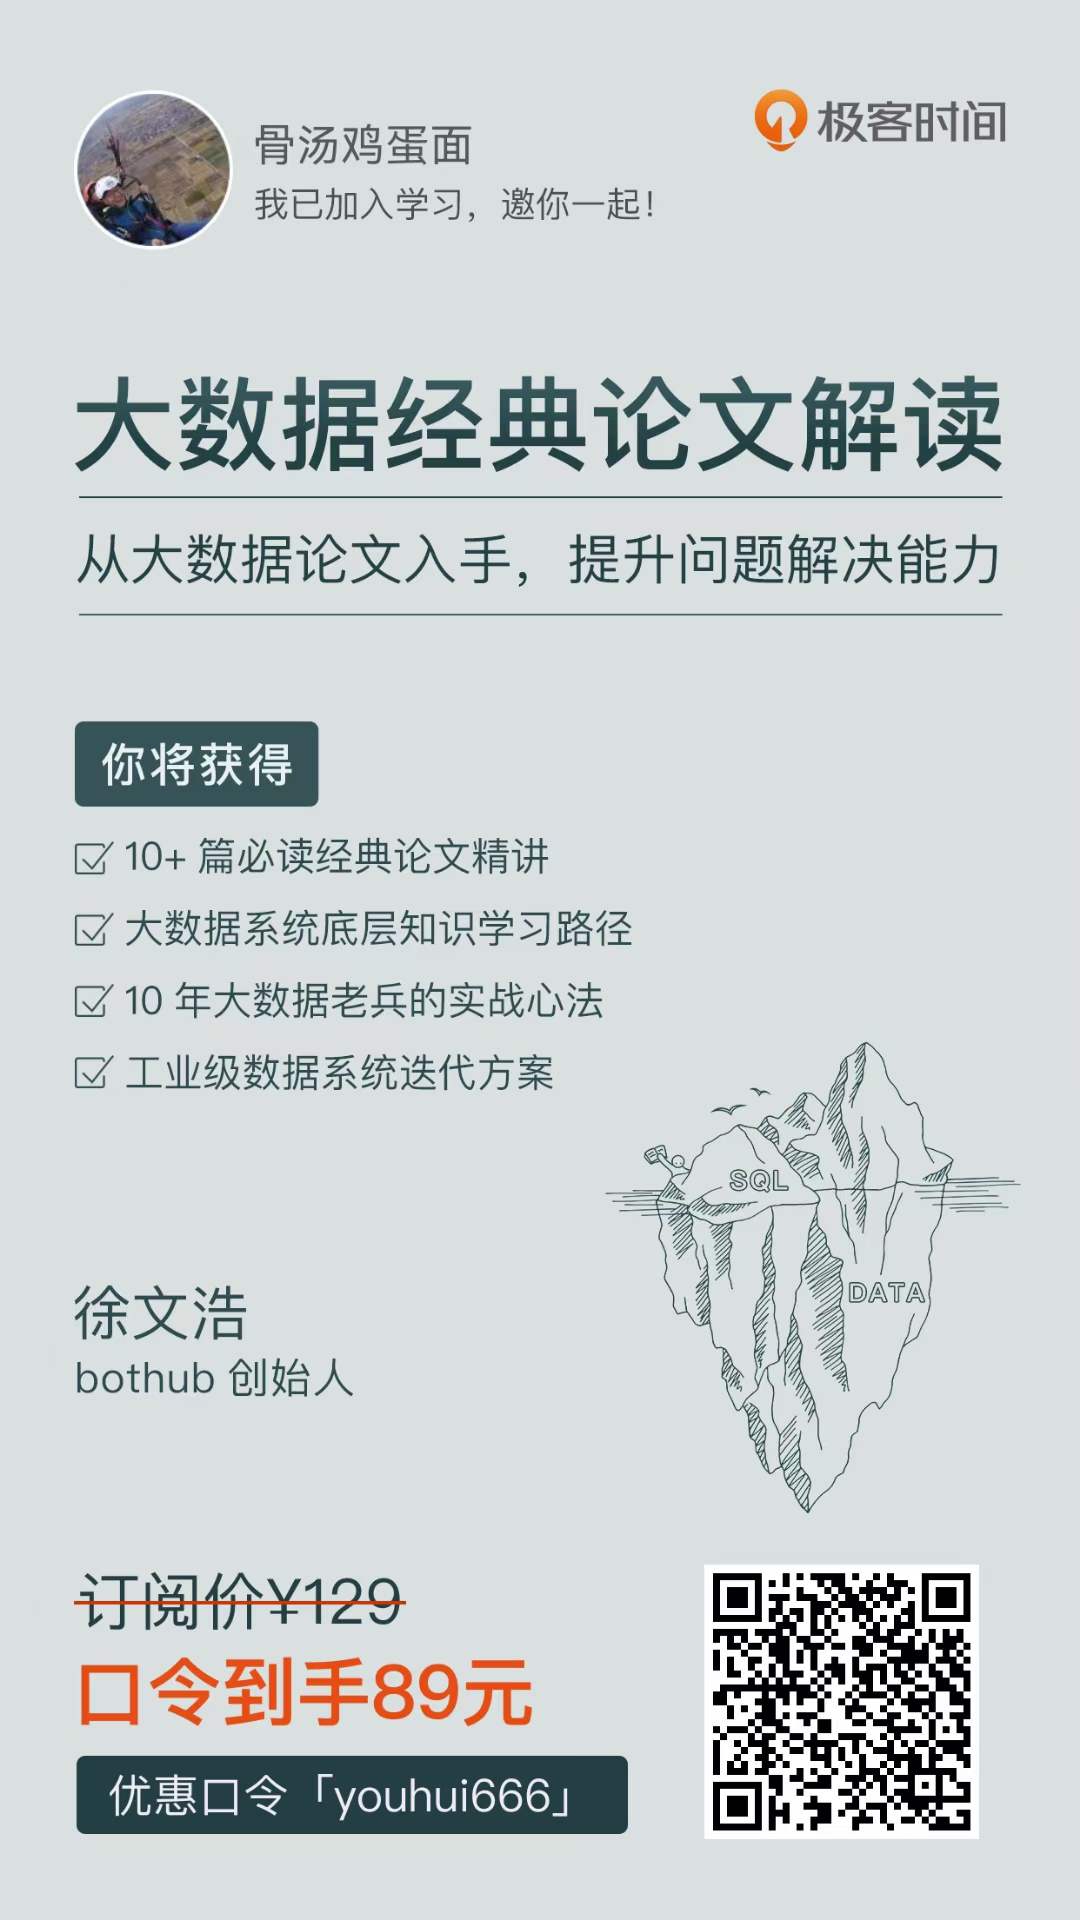 骨汤鸡蛋面
我已加入学习，邀你一起！
极客时间
大数据经典论文解读
从大数据论文入手，提升问题解决能力
你将获得
10+ 篇必读经典论文精讲
大数据系统底层知识学习路径
10 年大数据老兵的实战心法
工业级数据系统迭代方案
SQL
DATA
徐文浩
bothub 创始人
订阅价¥129
口令到手89元
优惠口令「youhui666」